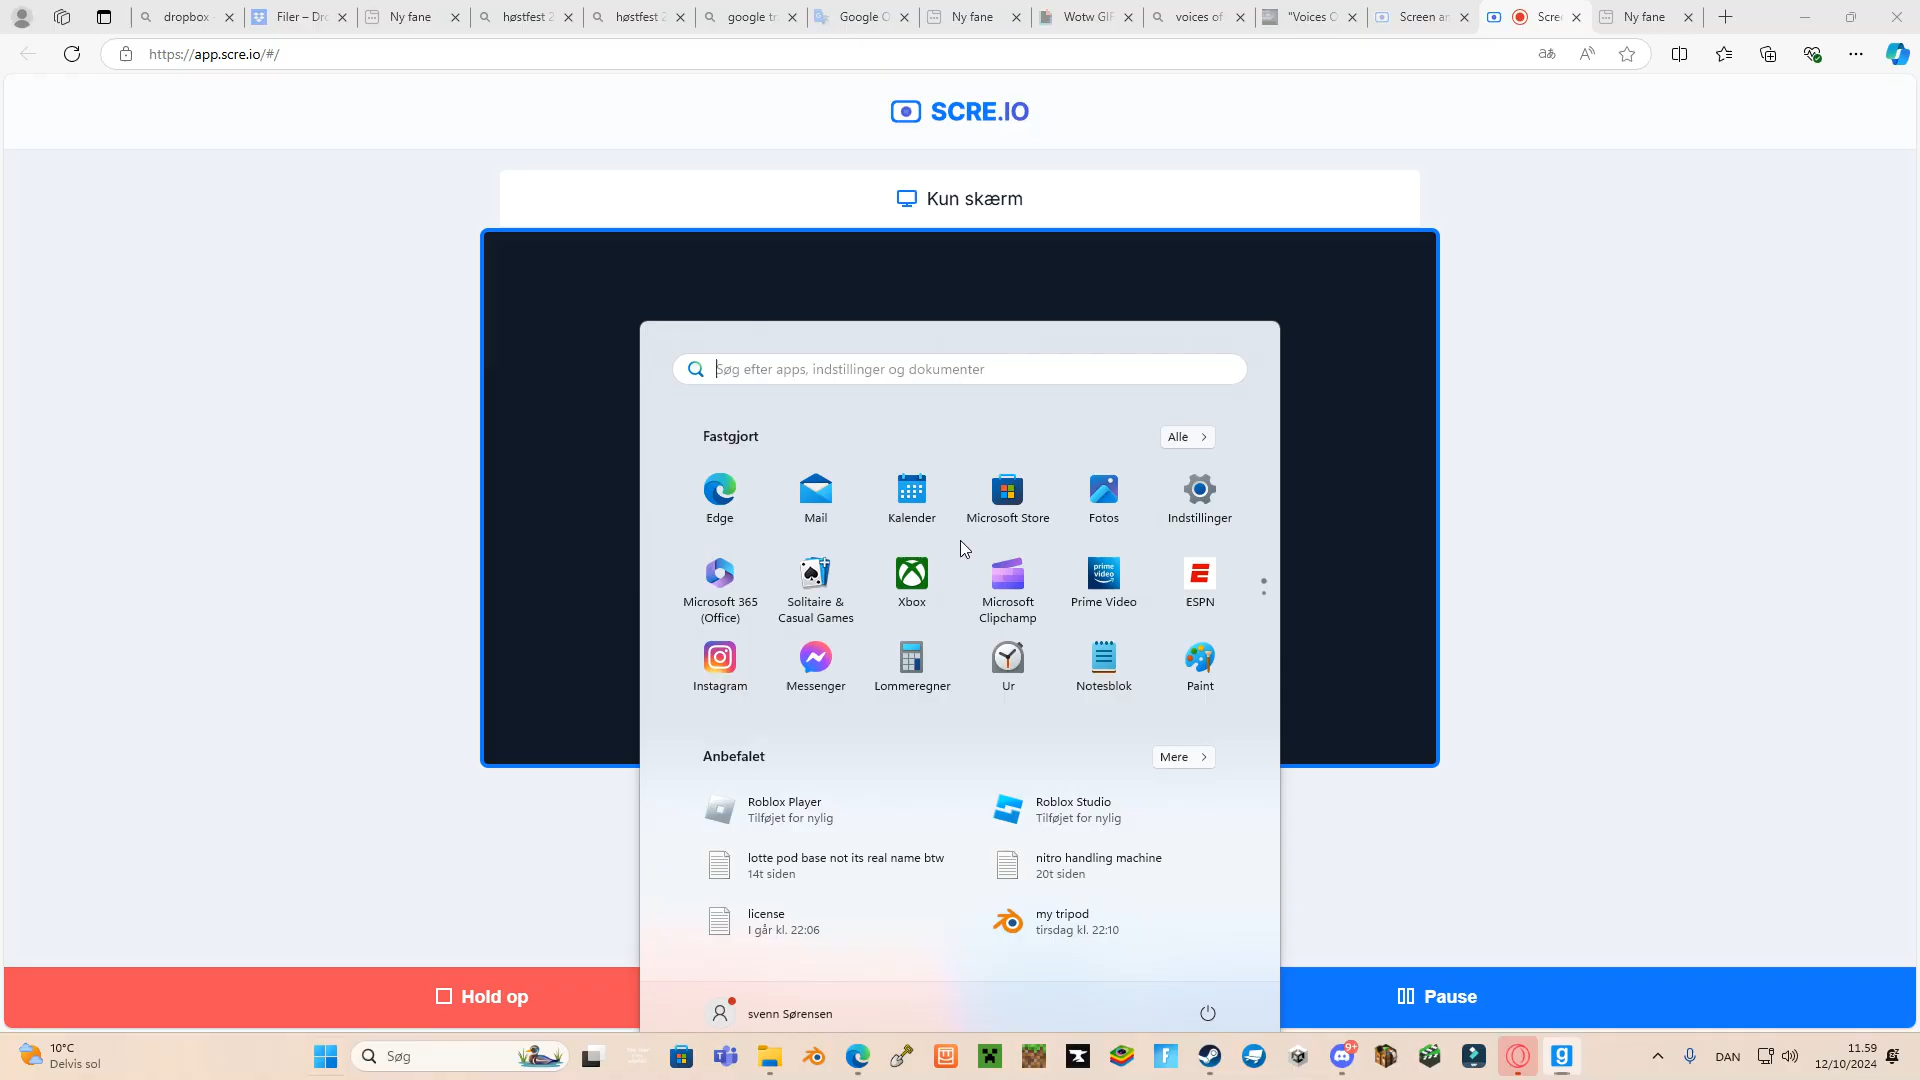 dropbox
Filer – Dro
Ny fane
høstfest 2
høstfest 2
google tr
Google O
Ny fane
Wotw GIF
voices of
"Voices O
Screen an
Scree
Ny fane
https://app.scre.io/#/
SCRE.IO
Kun skærm
Søg efter apps, indstillinger og dokumenter
Fastgjort
Alle
Edge
Mail
Kalender
Microsoft Store
Fotos
Indstillinger
Microsoft 365
(Office)
Solitaire &
Casual Games
Xbox
Microsoft
Clipchamp
prime
video
Prime Video
ESPN
Instagram
Messenger
Lommeregner
Ur
Notesblok
Paint
Anbefalet
Mere
Roblox Player
Tilføjet for nylig
Roblox Studio
Tilføjet for nylig
lotte pod base not its real name btw
14t siden
nitro handling machine
20t siden
license
I går kl. 22:06
my tripod
tirsdag kl. 22:10
Hold op
Pause
svenn Sørensen
10°C
Delvis sol
Søg
9+
DAN
11.59
12/10/2024